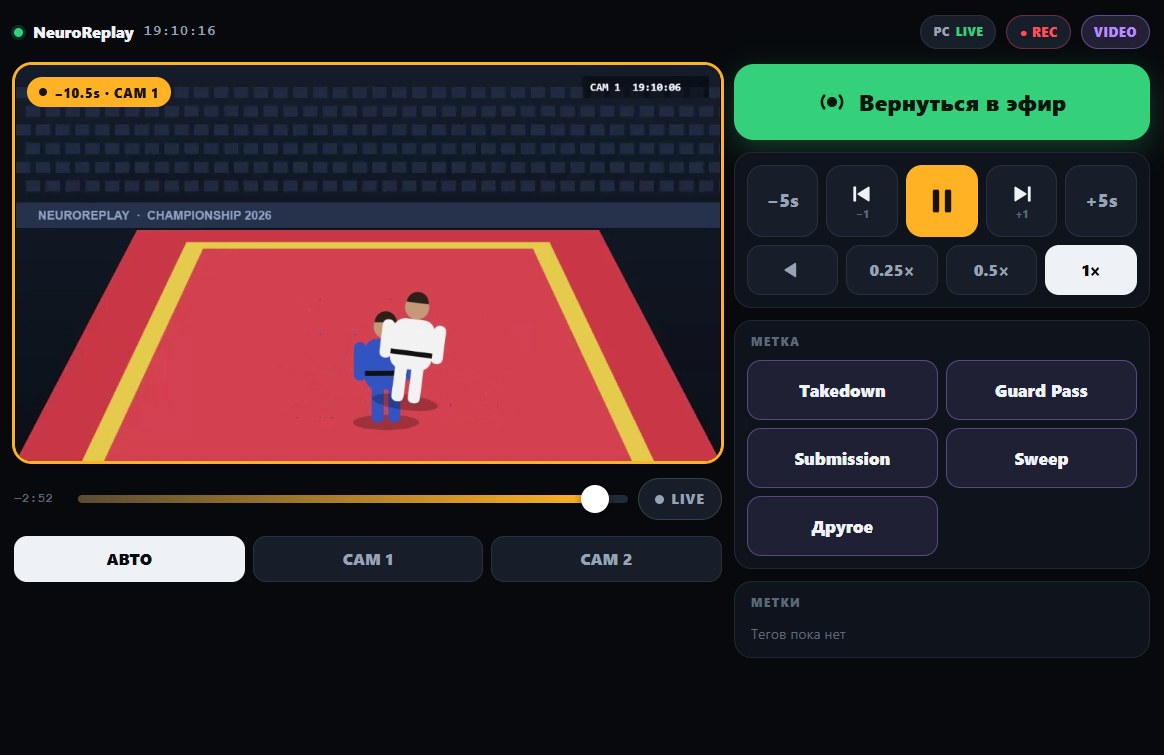 NeuroReplay 19:10:16
PC LIVE
● REC
VIDEO
−10.5s · CAM 1
CAM 1 19:10:06
NEUROREPLAY · CHAMPIONSHIP 2026
−2:52
LIVE
АВТО
CAM 1
CAM 2
Вернуться в эфир
−5s
−1
+1
+5s
0.25×
0.5×
1×
МЕТКА
Takedown
Guard Pass
Submission
Sweep
Другое
МЕТКИ
Тегов пока нет